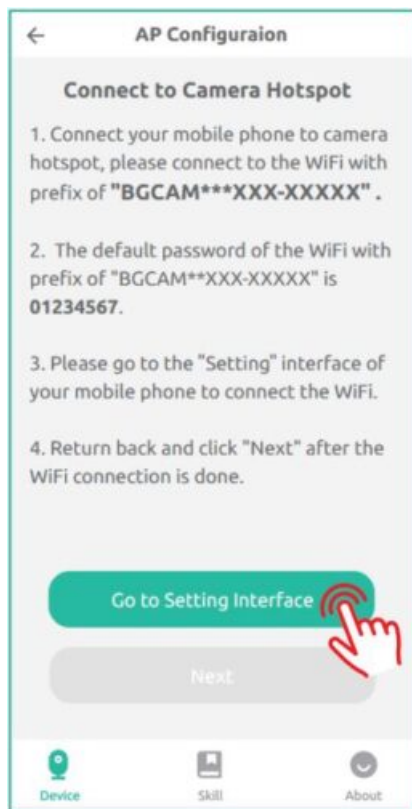 AP Configuraion
Connect to Camera Hotspot
1. Connect your mobile phone to camera
hotspot, please connect to the WiFi with
prefix of "BGCAM***XXX-XXXXX" .
2. The default password of the WiFi with
prefix of "BGCAM**XXX-XXXXX" is
01234567.
3. Please go to the "Setting" interface of
your mobile phone to connect the WiFi.
4. Return back and click "Next" after the
WiFi connection is done.
Go to Setting Interface
Next
Device Skill About